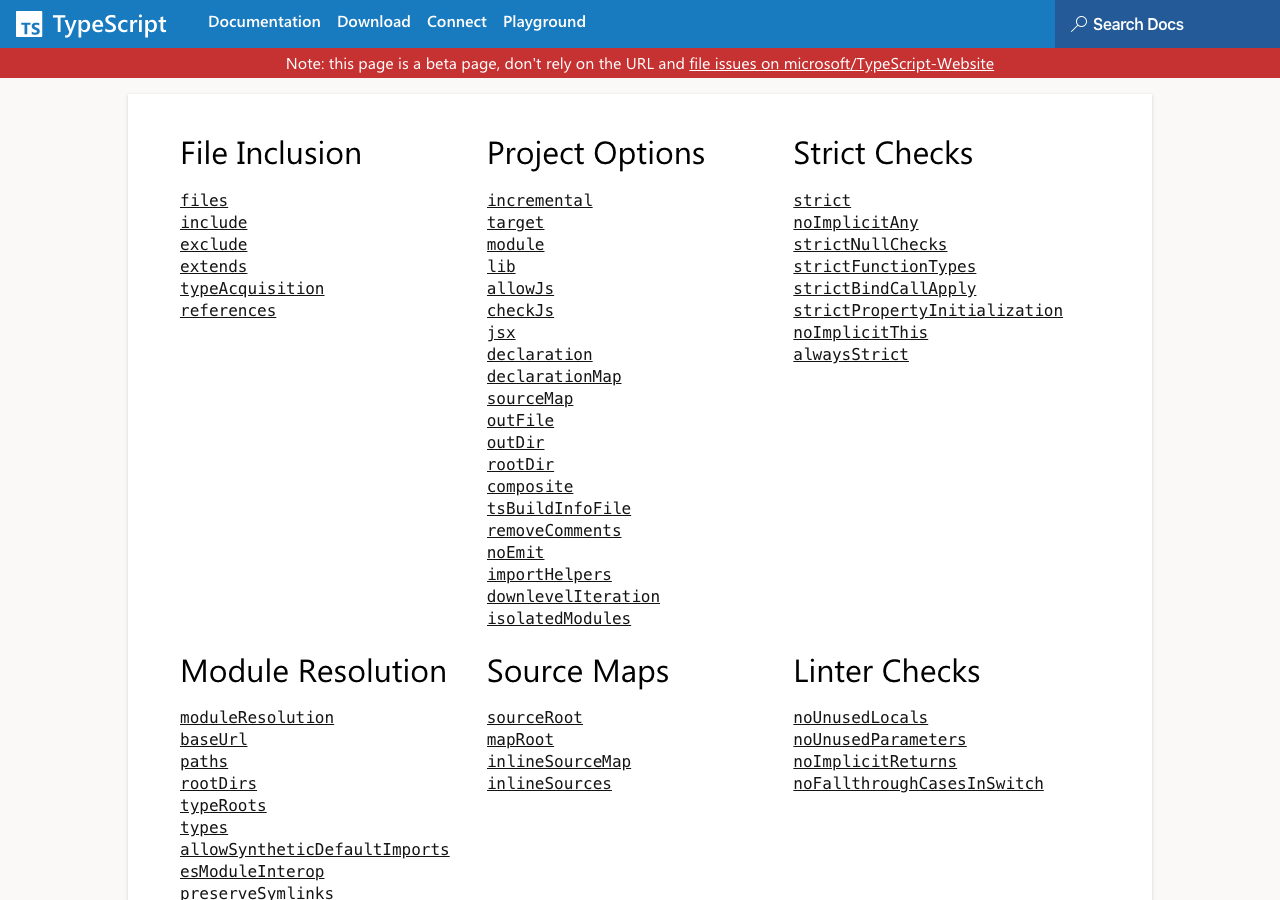 TS TypeScript Documentation Download Connect Playground Search Docs
Note: this page is a beta page, don't rely on the URL and file issues on microsoft/TypeScript-Website
File Inclusion
files
include
exclude
extends
typeAcquisition
references
Project Options
incremental
target
module
lib
allowJs
checkJs
jsx
declaration
declarationMap
sourceMap
outFile
outDir
rootDir
composite
tsBuildInfoFile
removeComments
noEmit
importHelpers
downlevelIteration
isolatedModules
Strict Checks
strict
noImplicitAny
strictNullChecks
strictFunctionTypes
strictBindCallApply
strictPropertyInitialization
noImplicitThis
alwaysStrict
Module Resolution
moduleResolution
baseUrl
paths
rootDirs
typeRoots
types
allowSyntheticDefaultImports
esModuleInterop
preserveSymlinks
Source Maps
sourceRoot
mapRoot
inlineSourceMap
inlineSources
Linter Checks
noUnusedLocals
noUnusedParameters
noImplicitReturns
noFallthroughCasesInSwitch